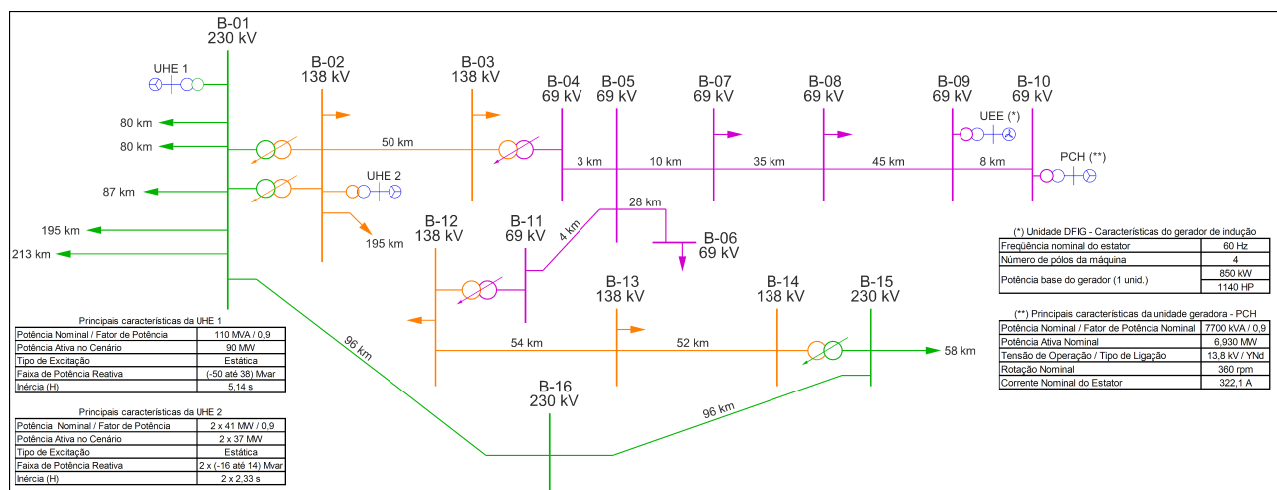 B-01
230 kV
UHE 1
B-02
138 kV
B-03
138 kV
B-04
69 kV
B-05
69 kV
B-07
69 kV
B-08
69 kV
B-09
69 kV
B-10
69 kV
UEE (*)
PCH (**)
80 km
80 km
50 km
3 km
10 km
35 km
45 km
8 km
87 km
UHE 2
195 km
195 km
213 km
28 km
4 km
B-06
69 kV
B-12
138 kV
B-11
69 kV
B-13
138 kV
B-14
138 kV
B-15
230 kV
54 km
52 km
58 km
96 km
96 km
B-16
230 kV
(*) Unidade DFIG - Características do gerador de indução
Freqüência nominal do estator 60 Hz
Número de pólos da máquina 4
Potência base do gerador (1 unid.) 850 kW
1140 HP
(**) Principais características da unidade geradora - PCH
Potência Nominal / Fator de Potência Nominal 7700 kVA / 0,9
Potência Ativa Nominal 6,930 MW
Tensão de Operação / Tipo de Ligação 13,8 kV / YNd
Rotação Nominal 360 rpm
Corrente Nominal do Estator 322,1 A
Principais características da UHE 1
Potência Nominal / Fator de Potência 110 MVA / 0,9
Potência Ativa no Cenário 90 MW
Tipo de Excitação Estática
Faixa de Potência Reativa (-50 até 38) Mvar
Inércia (H) 5,14 s
Principais características da UHE 2
Potência Nominal / Fator de Potência 2 x 41 MW / 0,9
Potência Ativa no Cenário 2 x 37 MW
Tipo de Excitação Estática
Faixa de Potência Reativa 2 x (-16 até 14) Mvar
Inércia (H) 2 x 2,33 s